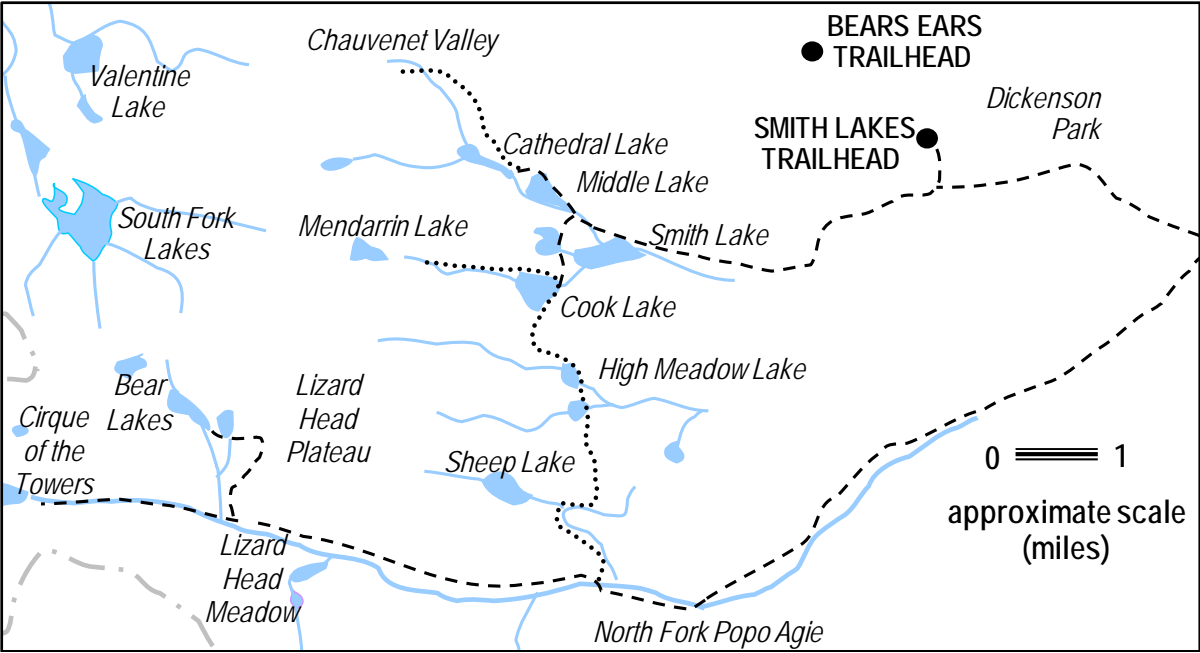 BEARS EARS
TRAILHEAD
Chauvenet Valley
Valentine
Lake
Dickenson
Park
SMITH LAKES
TRAILHEAD
Cathedral Lake
Middle Lake
South Fork
Lakes
Mendarrin Lake
Smith Lake
Cook Lake
High Meadow Lake
Bear
Lakes
Lizard
Head
Plateau
Cirque
of the
Towers
Sheep Lake
0 1
approximate scale
(miles)
Lizard
Head
Meadow
North Fork Popo Agie